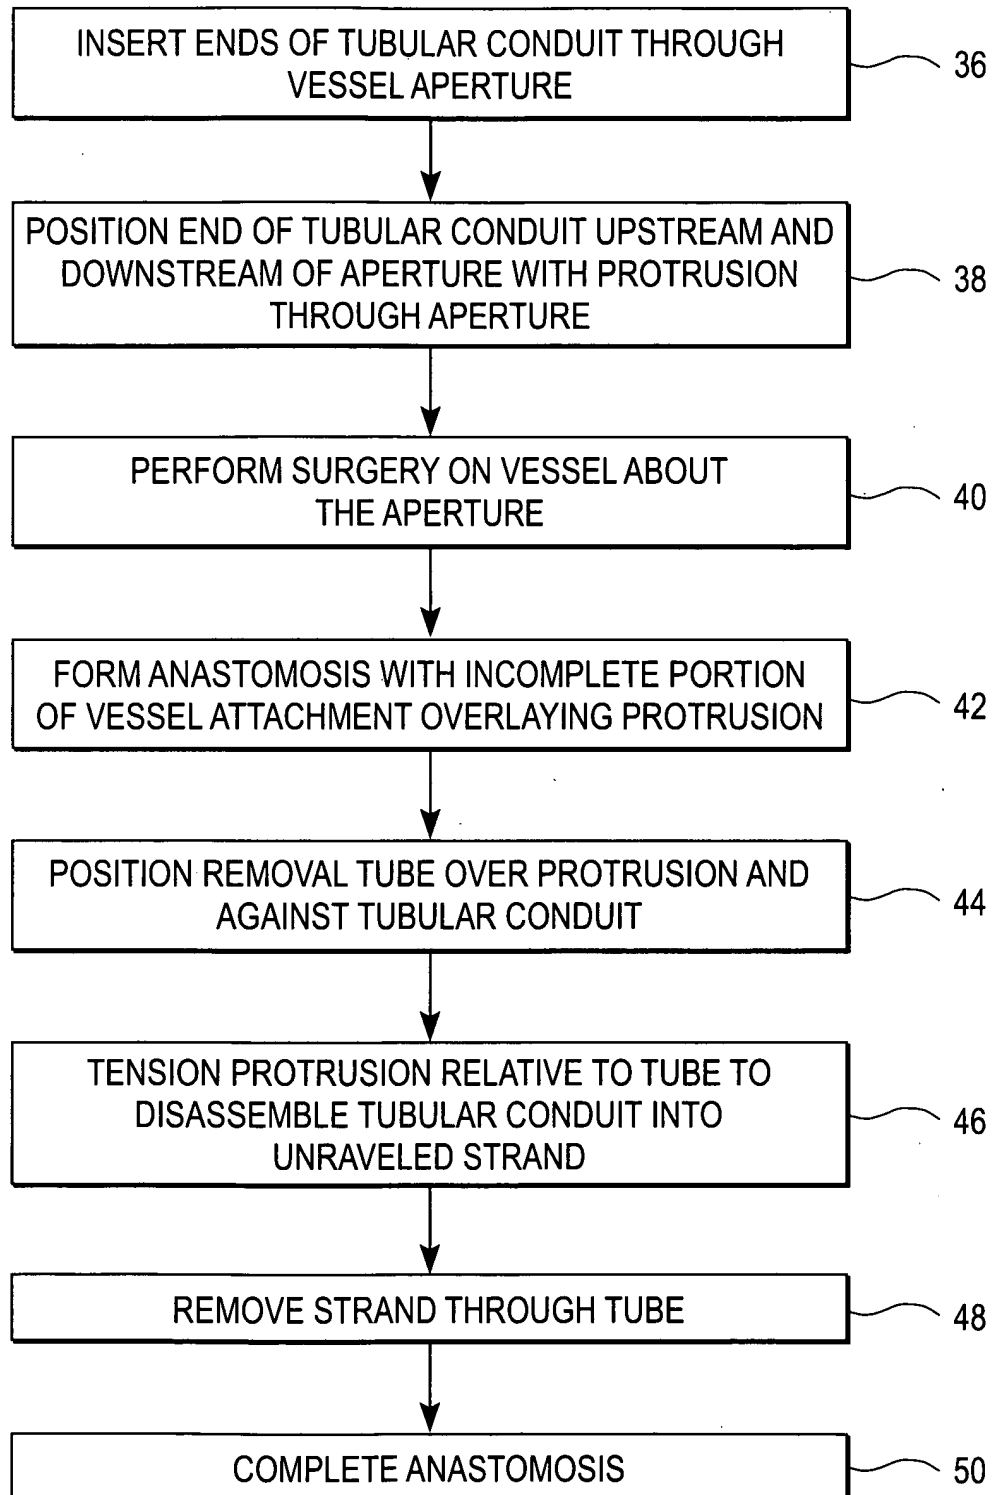 INSERT ENDS OF TUBULAR CONDUIT THROUGH
VESSEL APERTURE
36
POSITION END OF TUBULAR CONDUIT UPSTREAM AND
DOWNSTREAM OF APERTURE WITH PROTRUSION
THROUGH APERTURE
38
PERFORM SURGERY ON VESSEL ABOUT
THE APERTURE
40
FORM ANASTOMOSIS WITH INCOMPLETE PORTION
OF VESSEL ATTACHMENT OVERLAYING PROTRUSION
42
POSITION REMOVAL TUBE OVER PROTRUSION AND
AGAINST TUBULAR CONDUIT
44
TENSION PROTRUSION RELATIVE TO TUBE TO
DISASSEMBLE TUBULAR CONDUIT INTO
UNRAVELED STRAND
46
REMOVE STRAND THROUGH TUBE
48
COMPLETE ANASTOMOSIS
50